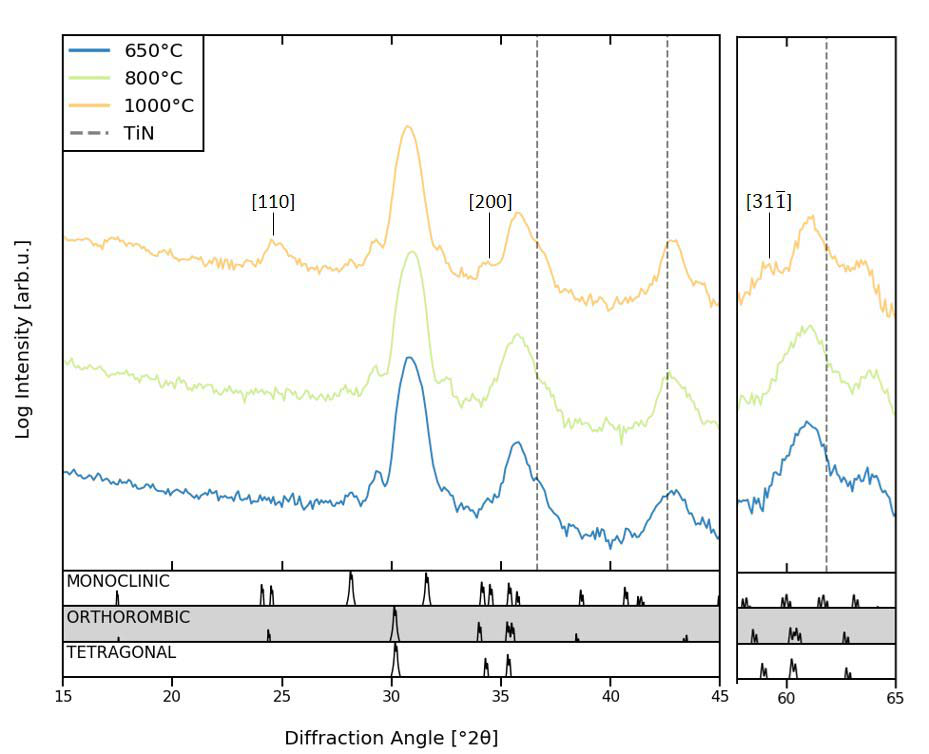 650°C
800°C
1000°C
TiN
[110]
[200]
[311̅]
Log Intensity [arb.u.]
MONOCLINIC
ORTHOROMBIC
TETRAGONAL
15 20 25 30 35 40 45 60 65
Diffraction Angle [°2θ]